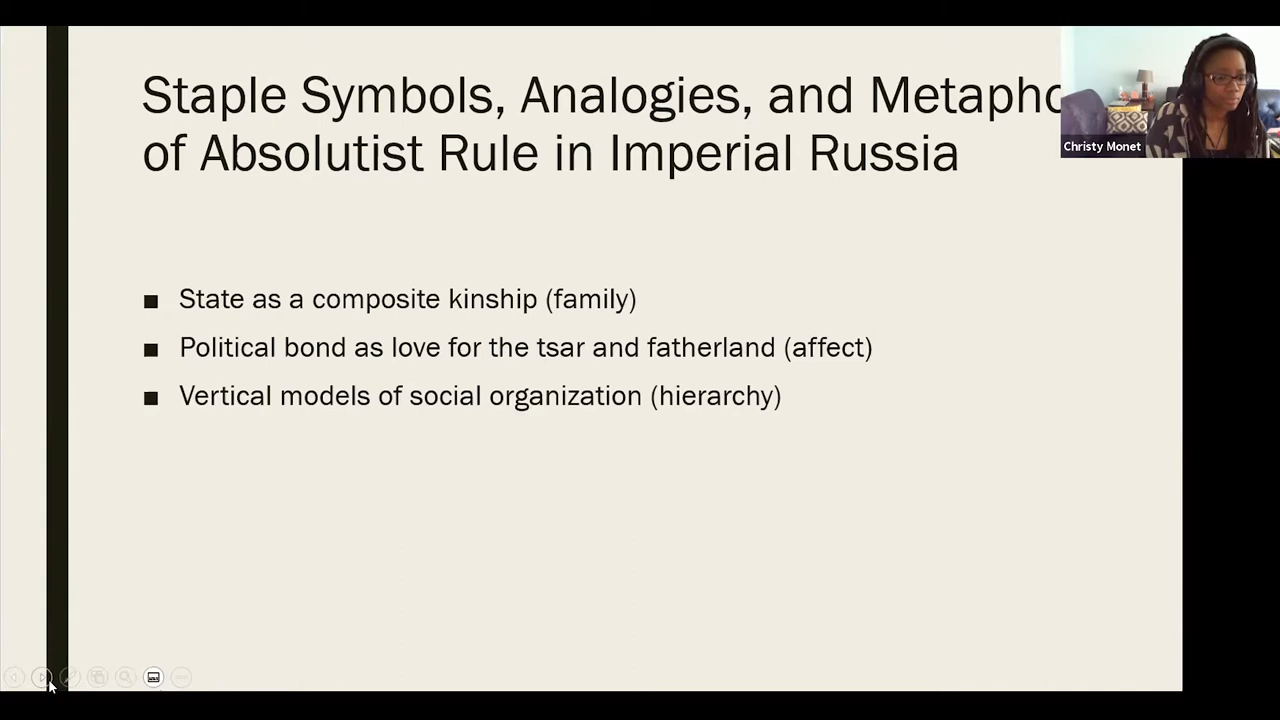 Staple Symbols, Analogies, and Metapho
of Absolutist Rule in Imperial Russia
Christy Monet
■ State as a composite kinship (family)
■ Political bond as love for the tsar and fatherland (affect)
■ Vertical models of social organization (hierarchy)